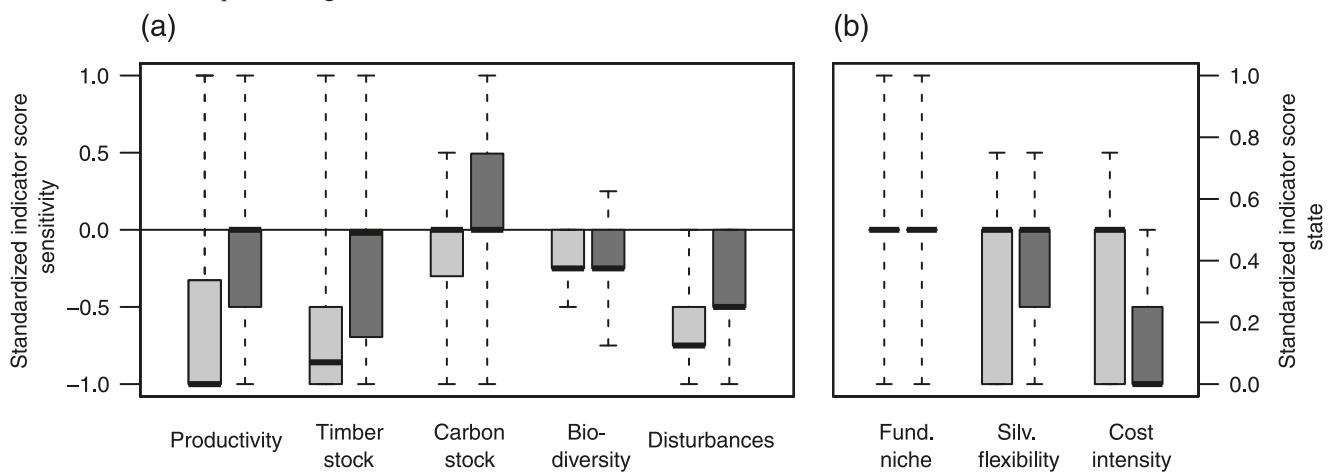 (a)
(b)
Standardized indicator score
sensitivity
1.0
0.5
0.0
−0.5
−1.0
Productivity
Timber
stock
Carbon
stock
Bio-
diversity
Disturbances
1.0
0.8
0.6
0.4
0.2
0.0
Standardized indicator score
state
Fund.
niche
Silv.
flexibility
Cost
intensity